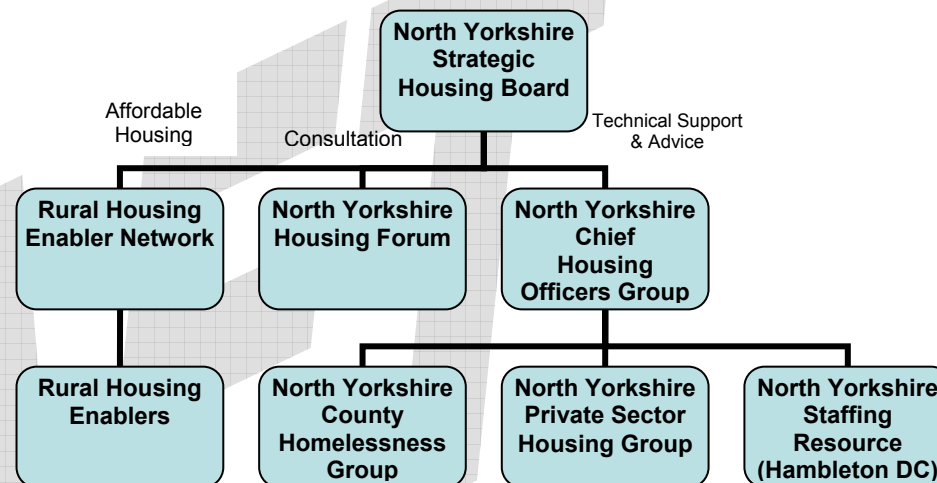 North Yorkshire
Strategic
Housing Board
Affordable
Housing
Consultation
Technical Support
& Advice
Rural Housing
Enabler Network
North Yorkshire
Housing Forum
North Yorkshire
Chief
Housing
Officers Group
Rural Housing
Enablers
North Yorkshire
County
Homelessness
Group
North Yorkshire
Private Sector
Housing Group
North Yorkshire
Staffing
Resource
(Hambleton DC)